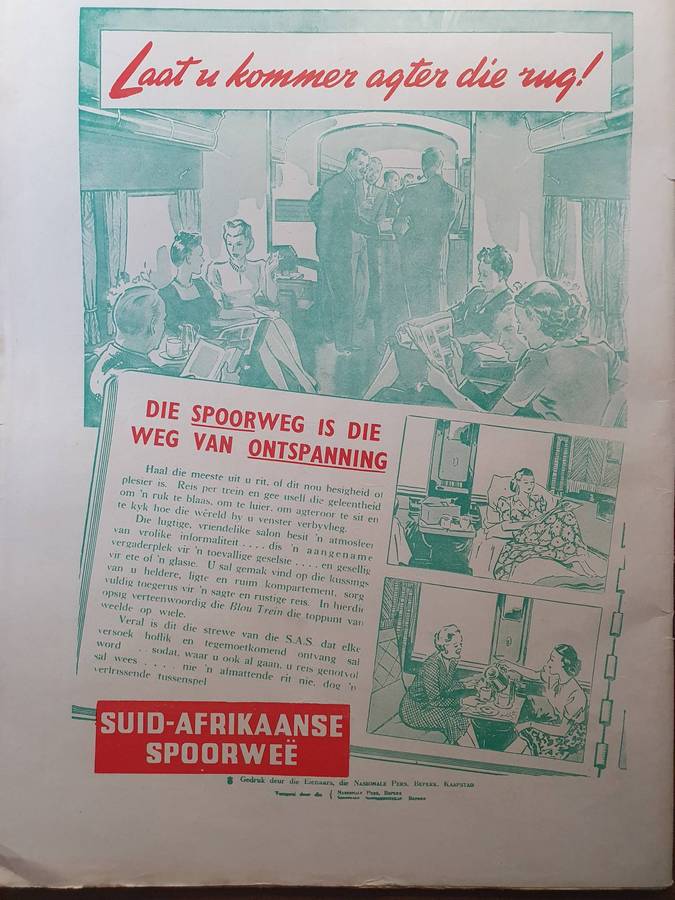 Laat u kommer agter die rug!
DIE SPOORWEG IS DIE
WEG VAN ONTSPANNING
Haal die meeste uit u rit, of dit nou besigheid of
plesier is. Reis per trein en gee uself die geleentheid
om 'n ruk te blaas, om te luier, om agteroor te sit en
te kyk hoe die wêreld by u venster verbyvlieg.
Die lugtige, vriendelike salon besit 'n atmosfeer
van vrolike informaliteit . . . . dis 'n aangename
vergaderplek vir 'n toevallige geselsie . . . . en gesellig
vir ete of 'n glasie. U sal gemak vind op die kussings
van u heldere, ligte en ruim kompartement, sorg-
vuldig toegerus vir 'n sagte en rustige reis. In hierdie
opsig verteenwoordig die Blou Trein die toppunt van
weelde op wiele.
Veral is dit die strewe van die S.A.S. dat elke
versoek hoflik en tegemoetkomend ontvang sal
word . . sodat, waar u ook al gaan, u reis genotvol
sal wees . . . . nie 'n afmattende rit nie, dog 'n
verfrissende tussenspel
SUID-AFRIKAANSE
SPOORWEË
Gedruk deur die Eienaars, die NASIONALE PERS, BEPERK, KAAPSTAD
deur die { NASIONALE PERS, BEPERK
BEPERK